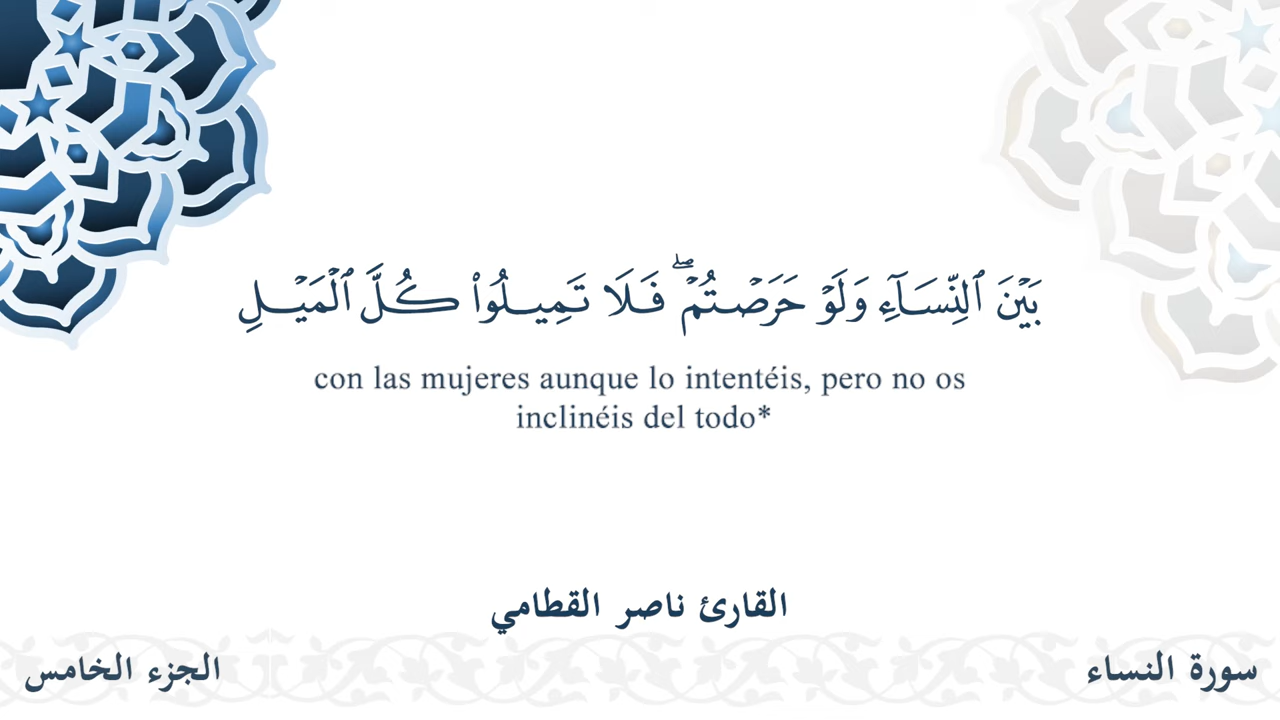 بَيْنَ ٱلنِّسَآءِ وَلَوْ حَرَصْتُمْ ۖ فَلَا تَمِيلُوا۟ كُلَّ ٱلْمَيْلِ
con las mujeres aunque lo intentéis, pero no os
inclinéis del todo*
القارئ ناصر القطامي
سورة النساء
الجزء الخامس